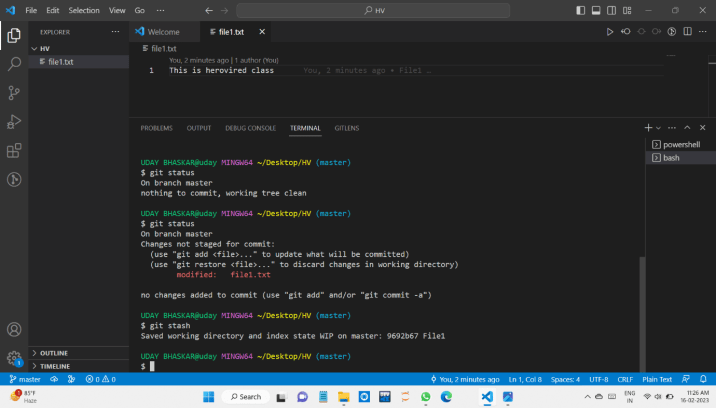 File Edit Selection View Go ...
HV
EXPLORER
Welcome
file1.txt
HV
file1.txt
file1.txt
You, 2 minutes ago | 1 author (You)
1 This is herovired class You, 2 minutes ago • File1 …
PROBLEMS OUTPUT DEBUG CONSOLE TERMINAL GITLENS
powershell
bash
UDAY BHASKAR@uday MINGW64 ~/Desktop/HV (master)
$ git status
On branch master
nothing to commit, working tree clean
UDAY BHASKAR@uday MINGW64 ~/Desktop/HV (master)
$ git status
On branch master
Changes not staged for commit:
(use "git add <file>..." to update what will be committed)
(use "git restore <file>..." to discard changes in working directory)
modified: file1.txt
no changes added to commit (use "git add" and/or "git commit -a")
UDAY BHASKAR@uday MINGW64 ~/Desktop/HV (master)
$ git stash
Saved working directory and index state WIP on master: 9692b67 File1
UDAY BHASKAR@uday MINGW64 ~/Desktop/HV (master)
$
OUTLINE
TIMELINE
1
master 0 0 You, 2 minutes ago Ln 1, Col 8 Spaces: 4 UTF-8 CRLF Plain Text
85°F
Haze
Search
ENG
IN
11:26 AM
16-02-2023